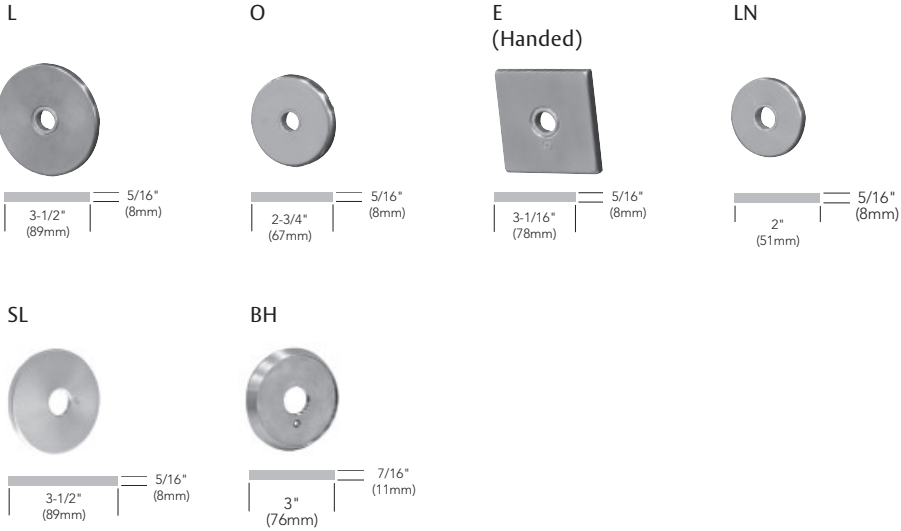 L
O
E
(Handed)
LN
3-1/2"
(89mm)
5/16"
(8mm)
2-3/4"
(67mm)
5/16"
(8mm)
3-1/16"
(78mm)
5/16"
(8mm)
2"
(51mm)
5/16"
(8mm)
SL
BH
3-1/2"
(89mm)
5/16"
(8mm)
3"
(76mm)
7/16"
(11mm)